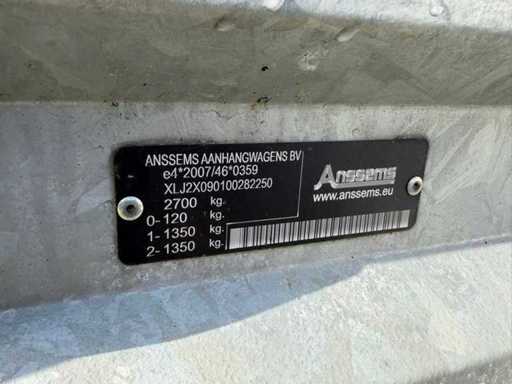 ANSSEMS AANHANGWAGENS BV
e4*2007/46*0359
XLJ2X090100282250
2700 kg.
0- 120 kg.
1- 1350 kg.
2- 1350 kg.
Anssems
www.anssems.eu